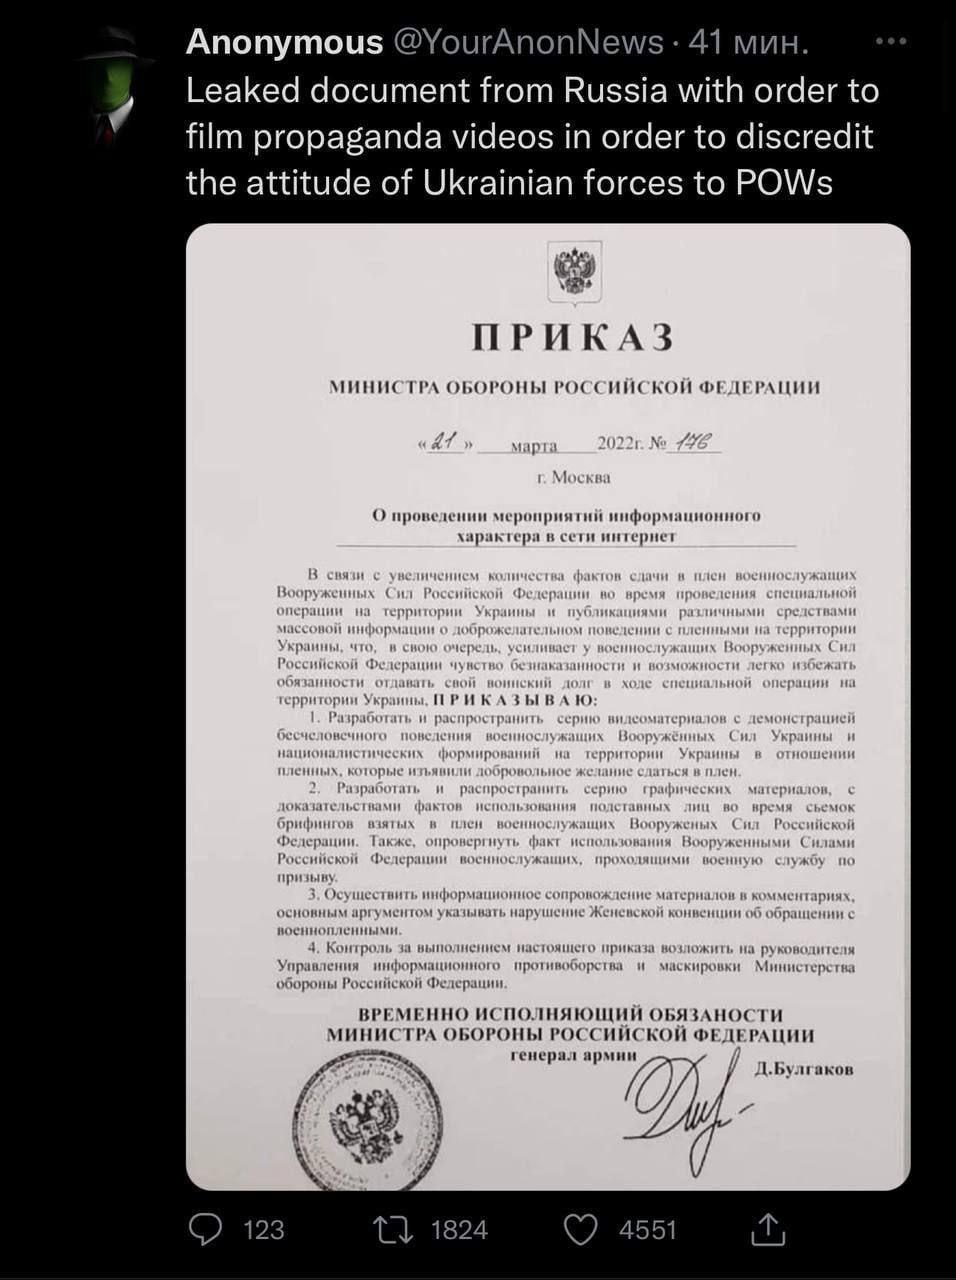 Anonymous @YourAnonNews · 41 мин.
Leaked document from Russia with order to
film propaganda videos in order to discredit
the attitude of Ukrainian forces to POWs
ПРИКАЗ
МИНИСТРА ОБОРОНЫ РОССИЙСКОЙ ФЕДЕРАЦИИ
« 21 » марта 2022г. № 176
г. Москва
О проведении мероприятий информационного
характера в сети интернет
В связи с увеличением количества фактов сдачи в плен военнослужащих
Вооруженных Сил Российской Федерации во время проведения специальной
операции на территории Украины и публикациями различными средствами
массовой информации о доброжелательном поведении с пленными на территории
Украины, что, в свою очередь, усиливает у военнослужащих Вооруженных Сил
Российской Федерации чувство безнаказанности и возможности легко избежать
обязанности отдавать свой воинский долг в ходе специальной операции на
территории Украины, П Р И К А З Ы В А Ю:
1. Разработать и распространить серию видеоматериалов с демонстрацией
бесчеловечного поведения военнослужащих Вооружённых Сил Украины и
националистических формирований на территории Украины в отношении
пленных, которые изъявили добровольное желание сдаться в плен.
2. Разработать и распространить серию графических материалов, с
доказательствами фактов использования подставных лиц во время сьемок
брифингов взятых в плен военнослужащих Вооруженых Сил Российской
Федерации. Также, опровергнуть факт использования Вооруженными Силами
Российской Федерации военнослужащих, проходящими военную службу по
призыву.
3. Осуществить информационное сопровождение материалов в комментариях,
основным аргументом указывать нарушение Женевской конвенции об обращении с
военнопленными.
4. Контроль за выполнением настоящего приказа возложить на руководителя
Управления информационного противоборства и маскировки Министерства
обороны Российской Федерации.
ВРЕМЕННО ИСПОЛНЯЮЩИЙ ОБЯЗАНОСТИ
МИНИСТРА ОБОРОНЫ РОССИЙСКОЙ ФЕДЕРАЦИИ
генерал армии
Д.Булгаков
123 1824 4551